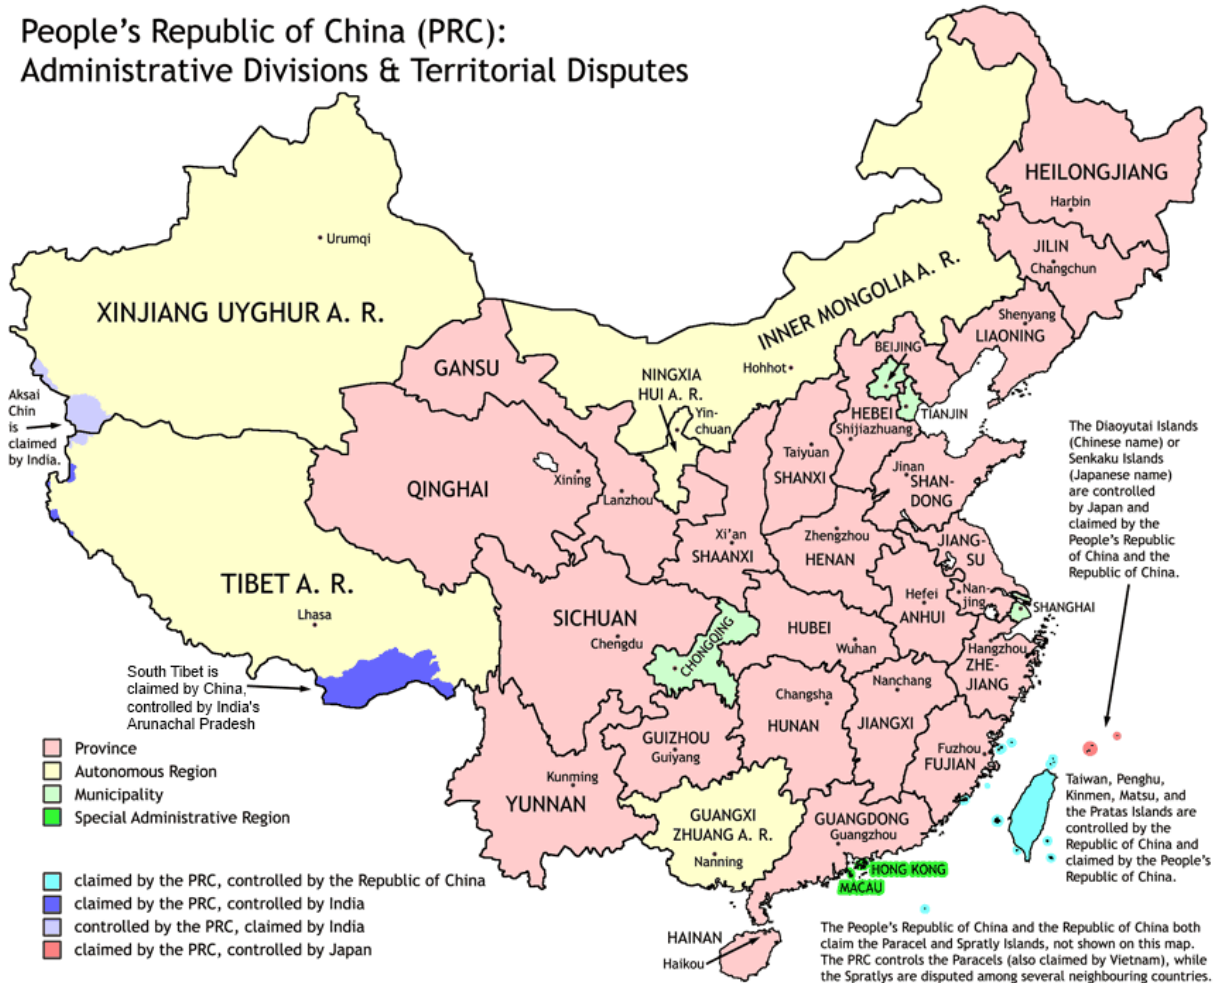 People's Republic of China (PRC):
Administrative Divisions & Territorial Disputes
HEILONGJIANG
Harbin
JILIN
Changchun
Urumqi
XINJIANG UYGHUR A. R.
INNER MONGOLIA A. R.
Shenyang
LIAONING
BEIJING
GANSU
Hohhot
NINGXIA
HUI A. R.
Yin-
chuan
HEBEI
TIANJIN
Shijiazhuang
Aksai
Chin
is
claimed
by India.
Taiyuan
SHANXI
Jinan
SHAN-
DONG
The Diaoyutai Islands
(Chinese name) or
Senkaku Islands
(Japanese name)
are controlled
by Japan and
claimed by the
People's Republic
of China and the
Republic of China.
QINGHAI
Xining
Lanzhou
Xi'an
SHAANXI
Zhengzhou
HENAN
JIANG-
SU
TIBET A. R.
Lhasa
SICHUAN
Chengdu
CHONGQING
HUBEI
Wuhan
Hefei
ANHUI
Nan-
jing
SHANGHAI
Hangzhou
ZHE-
JIANG
South Tibet is
claimed by China,
controlled by India's
Arunachal Pradesh
Changsha
HUNAN
Nanchang
JIANGXI
GUIZHOU
Guiyang
Fuzhou
FUJIAN
Kunming
YUNNAN
GUANGXI
ZHUANG A. R.
Nanning
GUANGDONG
Guangzhou
HONG KONG
MACAU
Taiwan, Penghu,
Kinmen, Matsu, and
the Pratas Islands are
controlled by the
Republic of China and
claimed by the People's
Republic of China.
Province
Autonomous Region
Municipality
Special Administrative Region
claimed by the PRC, controlled by the Republic of China
claimed by the PRC, controlled by India
controlled by the PRC, claimed by India
claimed by the PRC, controlled by Japan
HAINAN
Haikou
The People's Republic of China and the Republic of China both
claim the Paracel and Spratly Islands, not shown on this map.
The PRC controls the Paracels (also claimed by Vietnam), while
the Spratlys are disputed among several neighbouring countries.